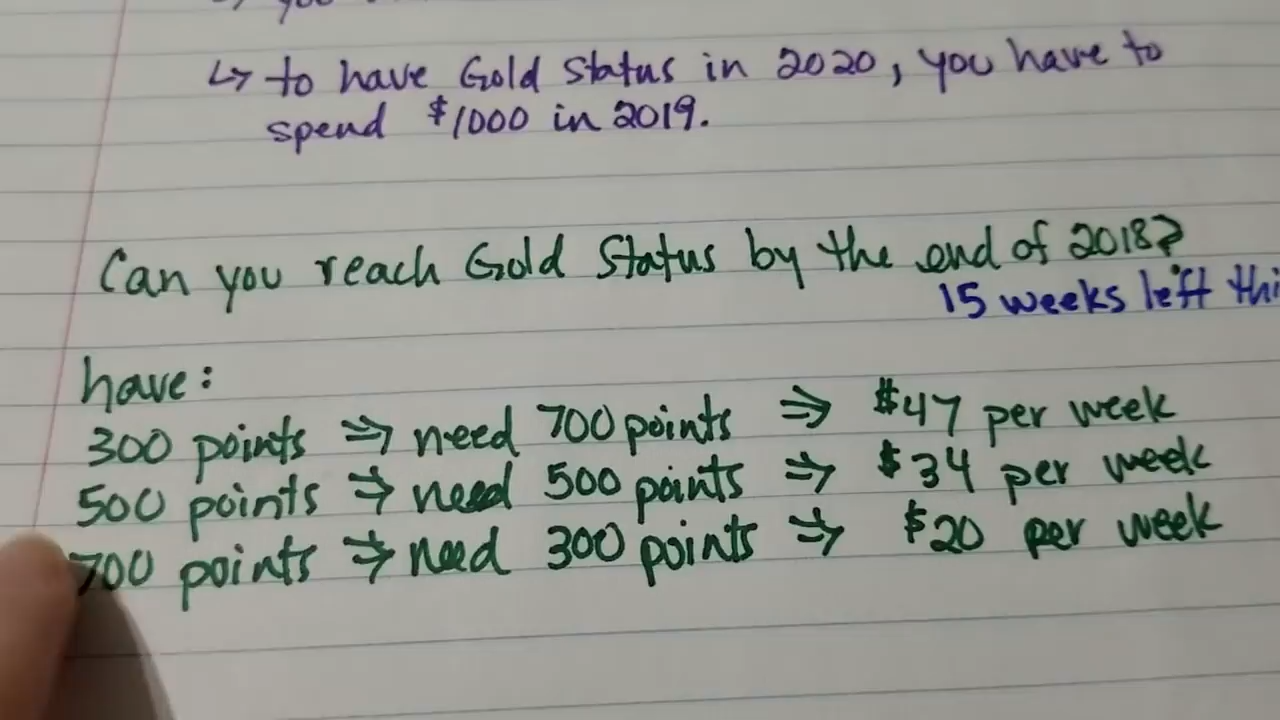 you
↳ to have Gold Status in 2020, you have to
spend $1000 in 2019.
Can you reach Gold Status by the end of 2018?
15 weeks left thi
have:
300 points ⇒ need 700 points ⇒ $47 per week
500 points ⇒ need 500 points ⇒ $34 per week
700 points ⇒ need 300 points ⇒ $20 per week